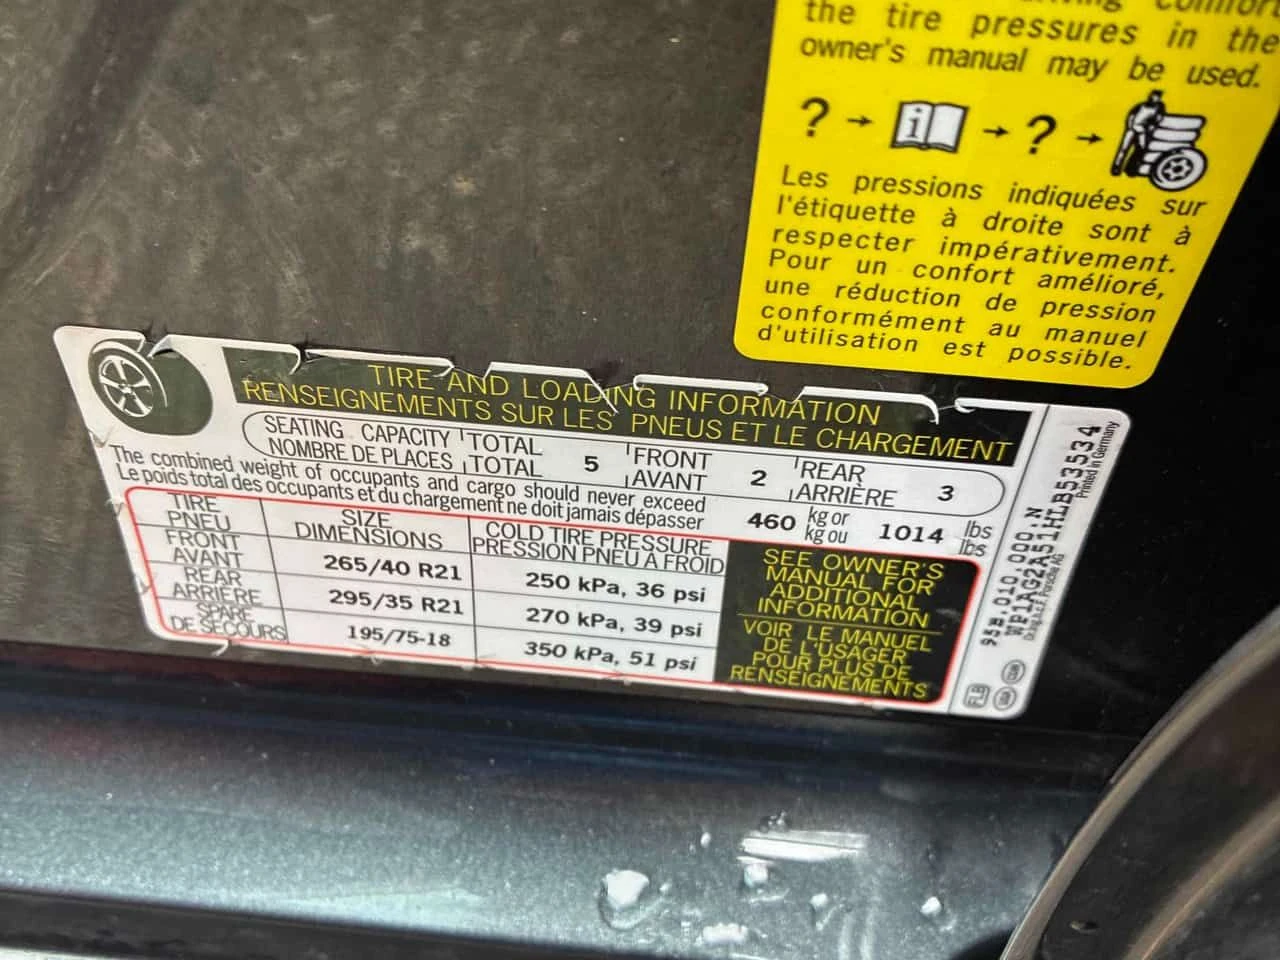 driving comfort
the tire pressures in the
owner's manual may be used.
? → i → ? →
Les pressions indiquées sur
l'étiquette à droite sont à
respecter impérativement.
Pour un confort amélioré,
une réduction de pression
conformément au manuel
d'utilisation est possible.
TIRE AND LOADING INFORMATION
RENSEIGNEMENTS SUR LES PNEUS ET LE CHARGEMENT
SEATING CAPACITY TOTAL 5 FRONT 2 REAR 3
NOMBRE DE PLACES TOTAL AVANT ARRIÈRE
The combined weight of occupants and cargo should never exceed 460 kg or 1014 lbs
Le poids total des occupants et du chargement ne doit jamais dépasser kg ou lbs
TIRE SIZE COLD TIRE PRESSURE
PNEU DIMENSIONS PRESSION PNEU À FROID
FRONT 265/40 R21 250 kPa, 36 psi
AVANT
REAR 295/35 R21 270 kPa, 39 psi
ARRIÈRE
SPARE 195/75-18 350 kPa, 51 psi
DE SECOURS
SEE OWNER'S
MANUAL FOR
ADDITIONAL
INFORMATION
VOIR LE MANUEL
DE L'USAGER
POUR PLUS DE
RENSEIGNEMENTS
95B.010.000.N
WP1AG2A51HLB53534
Printed in Germany
FLB